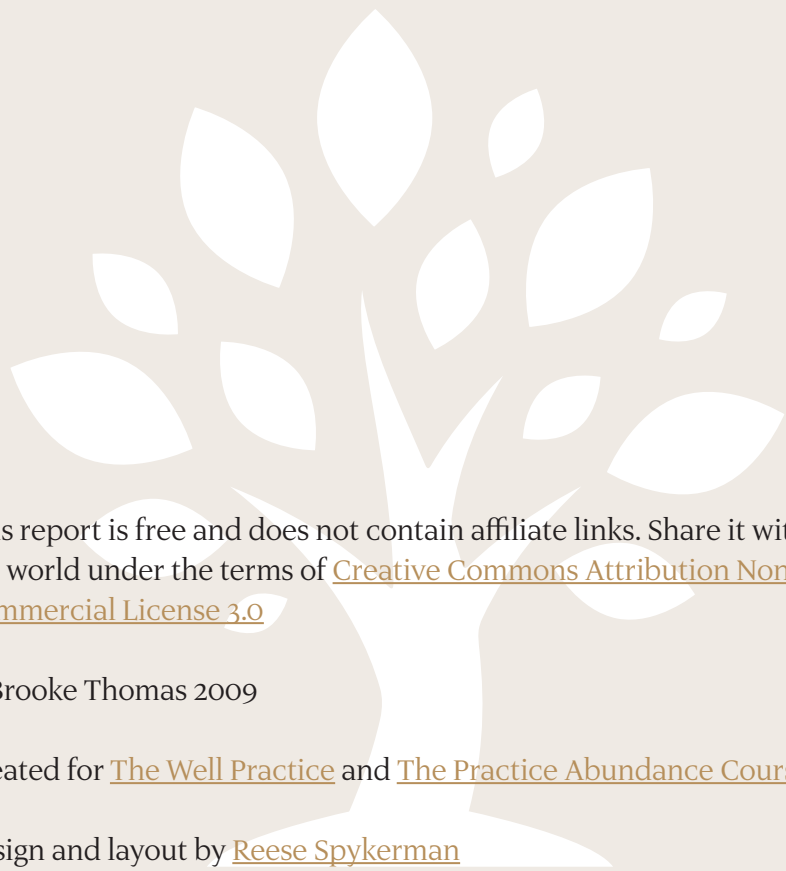 s report is free and does not contain affiliate links. Share it wit
world under the terms of Creative Commons Attribution Non
mmercial License 3.0
Brooke Thomas 2009
eated for The Well Practice and The Practice Abundance Cour
sign and layout by Reese Spykerman